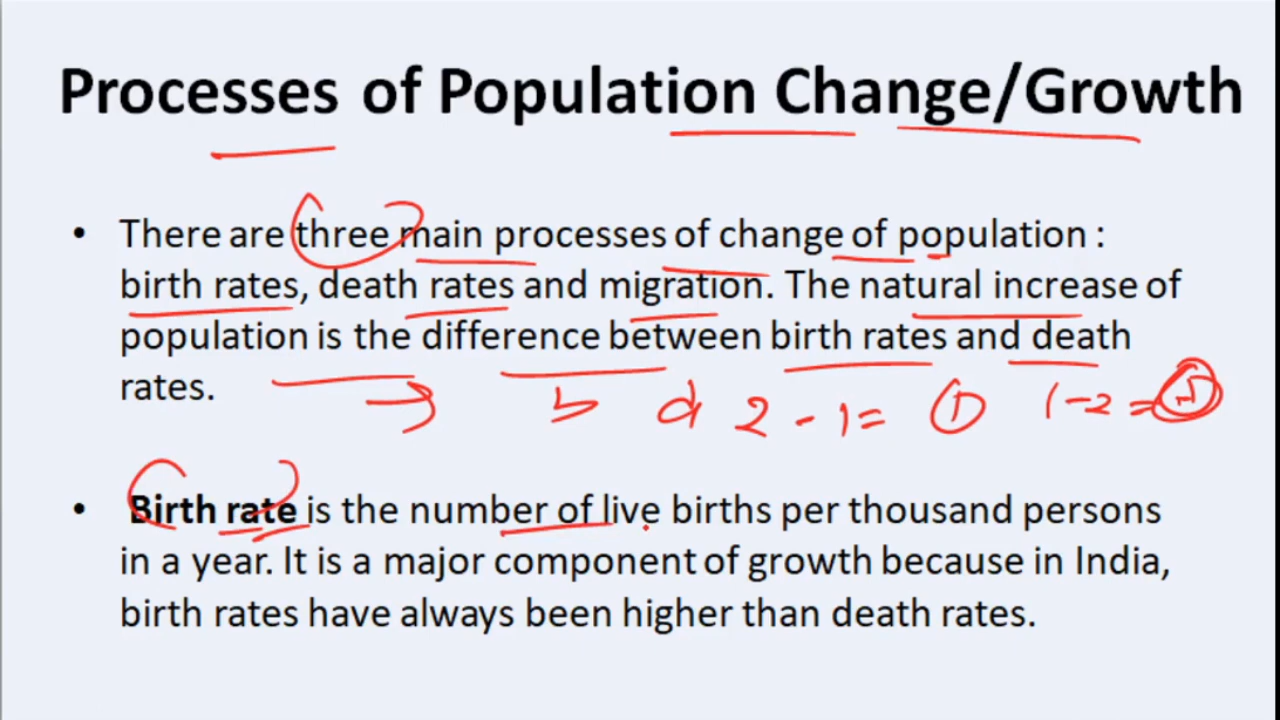 Processes of Population Change/Growth
• There are three main processes of change of population :
birth rates, death rates and migration. The natural increase of
population is the difference between birth rates and death
rates.
b d 2 - 1 = 1 1 - 2 =
• Birth rate is the number of live births per thousand persons
in a year. It is a major component of growth because in India,
birth rates have always been higher than death rates.